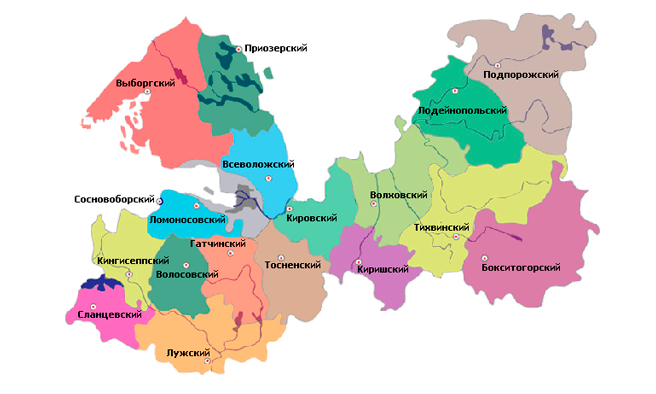 Приозерский
Выборгский
Подпорожский
Лодейнопольский
Всеволожский
Сосновоборский
Ломоносовский
Кировский
Волховский
Тихвинский
Гатчинский
Кингисеппский
Волосовский
Тосненский
Киришский
Бокситогорский
Сланцевский
Лужский